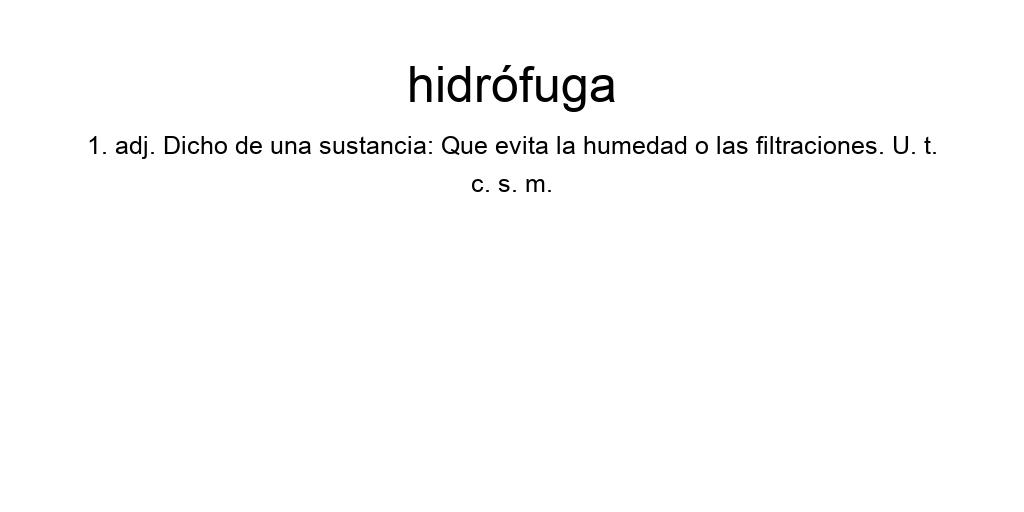 hidrófuga
1. adj. Dicho de una sustancia: Que evita la humedad o las filtraciones. U. t.
c. s. m.